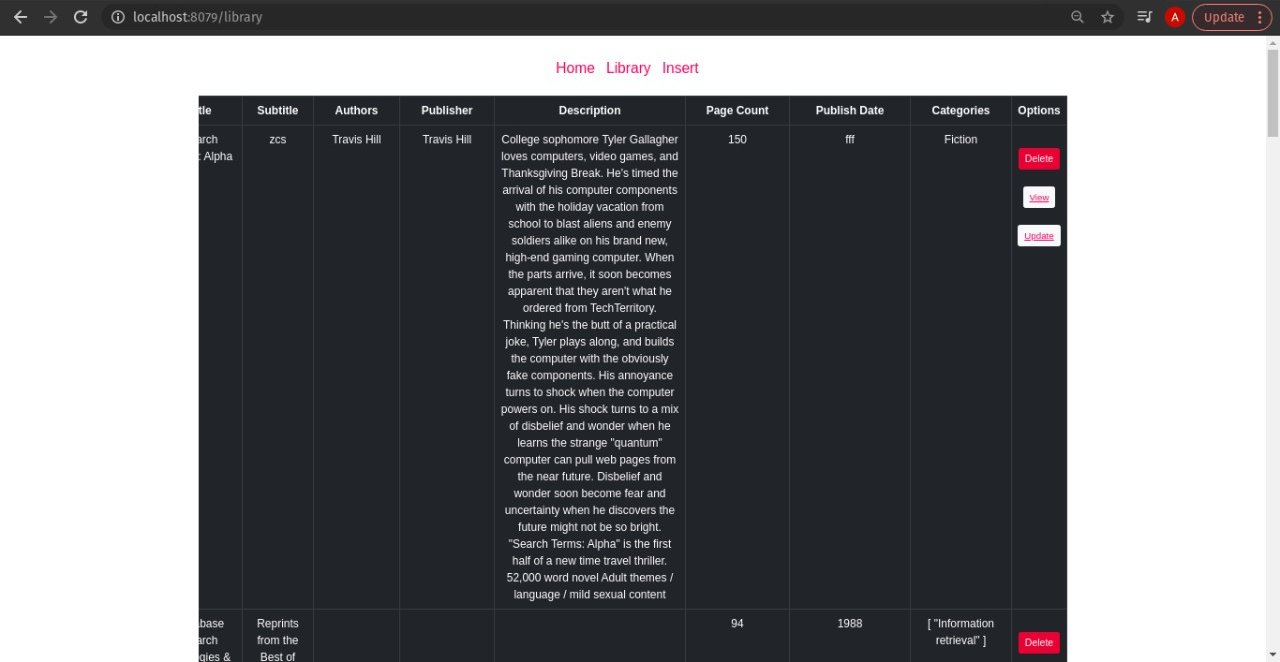 localhost:8079/library
A
Update
Home Library Insert
tle Subtitle Authors Publisher Description Page Count Publish Date Categories Options
arch
: Alpha
zcs
Travis Hill
Travis Hill
College sophomore Tyler Gallagher
loves computers, video games, and
Thanksgiving Break. He's timed the
arrival of his computer components
with the holiday vacation from
school to blast aliens and enemy
soldiers alike on his brand new,
high-end gaming computer. When
the parts arrive, it soon becomes
apparent that they aren't what he
ordered from TechTerritory.
Thinking he's the butt of a practical
joke, Tyler plays along, and builds
the computer with the obviously
fake components. His annoyance
turns to shock when the computer
powers on. His shock turns to a mix
of disbelief and wonder when he
learns the strange "quantum"
computer can pull web pages from
the near future. Disbelief and
wonder soon become fear and
uncertainty when he discovers the
future might not be so bright.
"Search Terms: Alpha" is the first
half of a new time travel thriller.
52,000 word novel Adult themes /
language / mild sexual content
150
fff
Fiction
Delete
View
Update
base
arch
gies &
Reprints
from the
Best of
94
1988
[ "Information
retrieval" ]
Delete